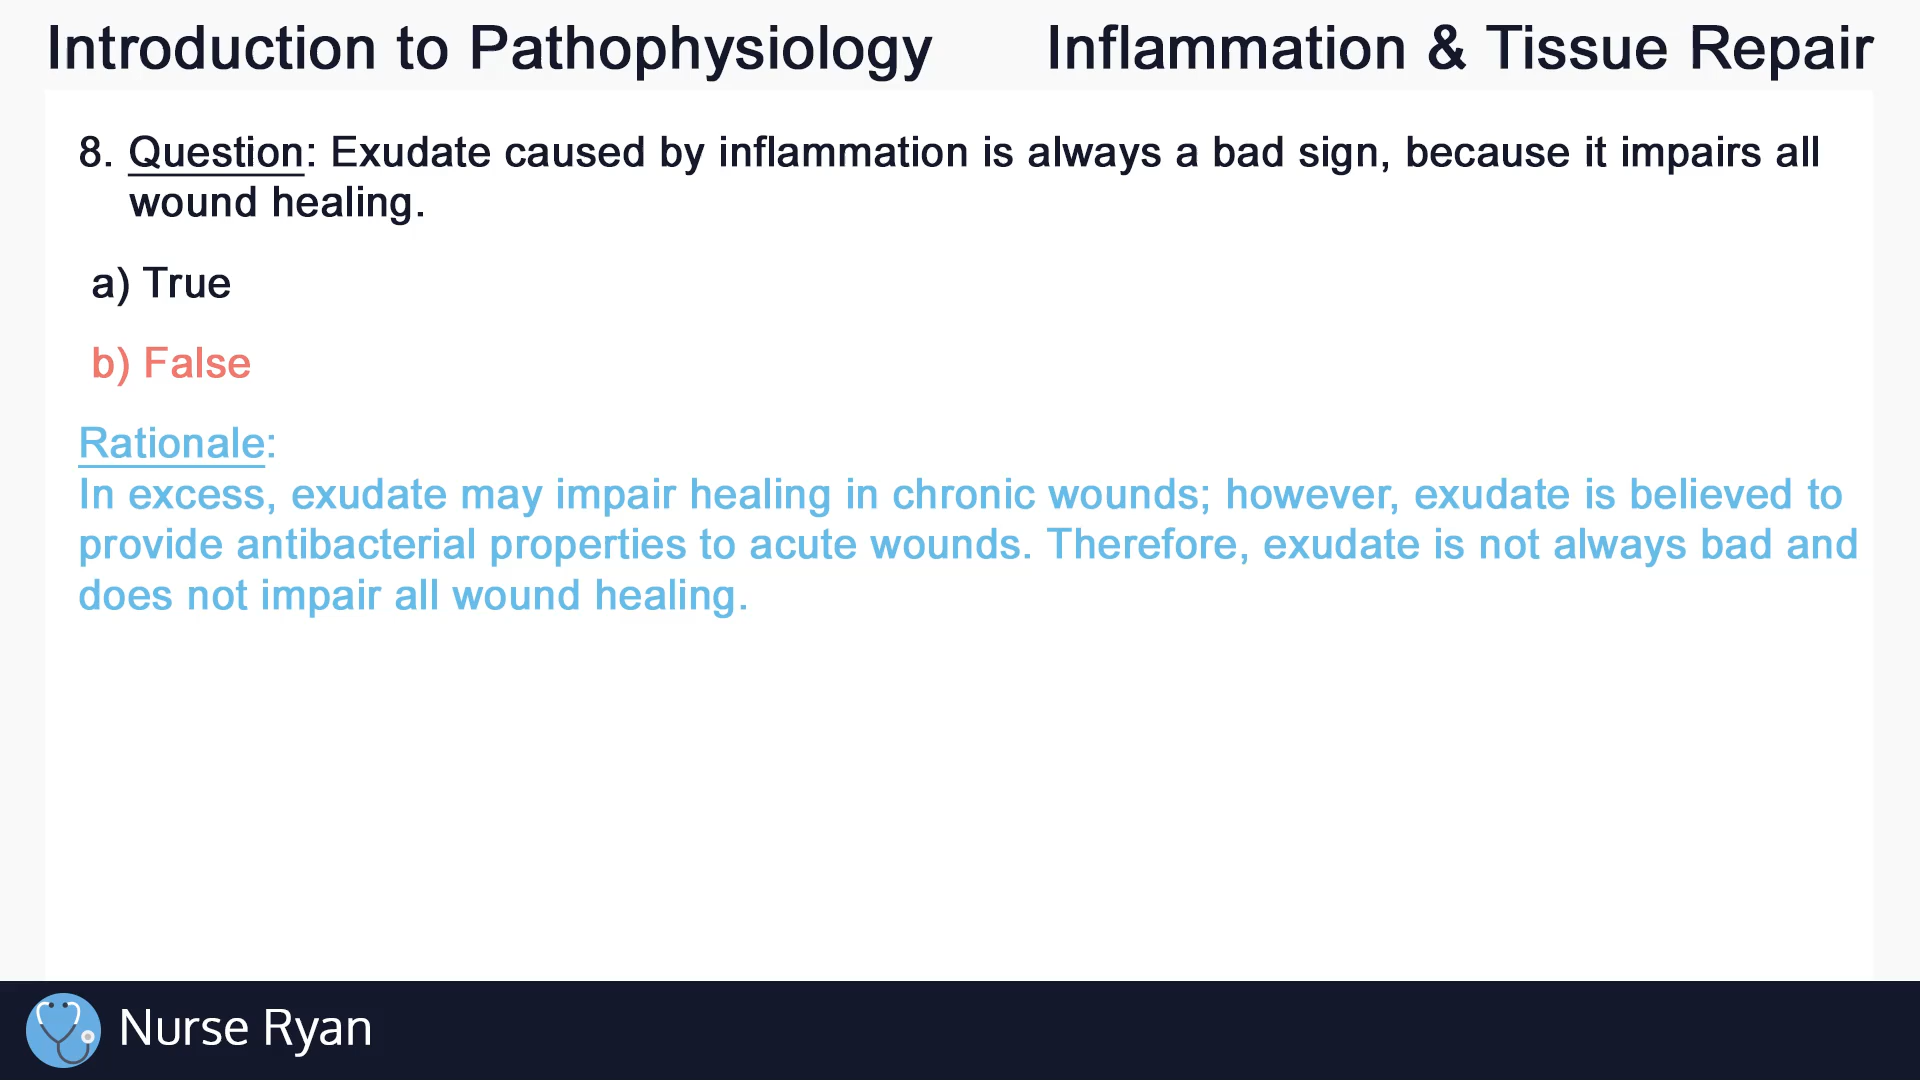 Introduction to Pathophysiology Inflammation & Tissue Repair
8. Question: Exudate caused by inflammation is always a bad sign, because it impairs all
wound healing.
a) True
b) False
Rationale:
In excess, exudate may impair healing in chronic wounds; however, exudate is believed to
provide antibacterial properties to acute wounds. Therefore, exudate is not always bad and
does not impair all wound healing.
Nurse Ryan